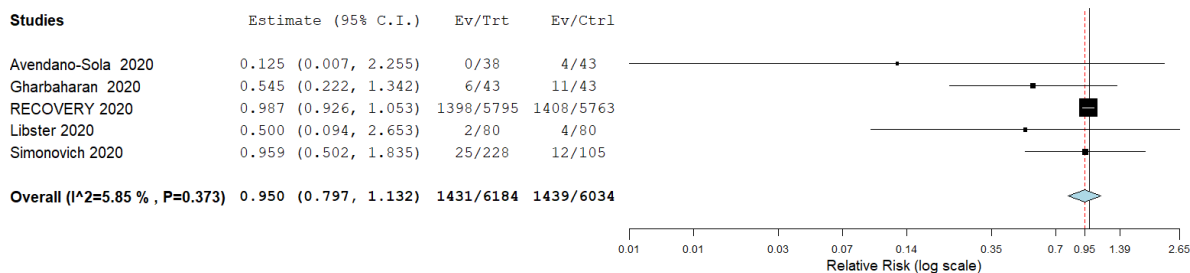 Studies Estimate (95% C.I.) Ev/Trt Ev/Ctrl
Avendano-Sola 2020 0.125 (0.007, 2.255) 0/38 4/43
Gharbaharan 2020 0.545 (0.222, 1.342) 6/43 11/43
RECOVERY 2020 0.987 (0.926, 1.053) 1398/5795 1408/5763
Libster 2020 0.500 (0.094, 2.653) 2/80 4/80
Simonovich 2020 0.959 (0.502, 1.835) 25/228 12/105
Overall (I^2=5.85 % , P=0.373) 0.950 (0.797, 1.132) 1431/6184 1439/6034
0.01 0.01 0.03 0.07 0.14 0.35 0.7 0.95 1.39 2.65
Relative Risk (log scale)